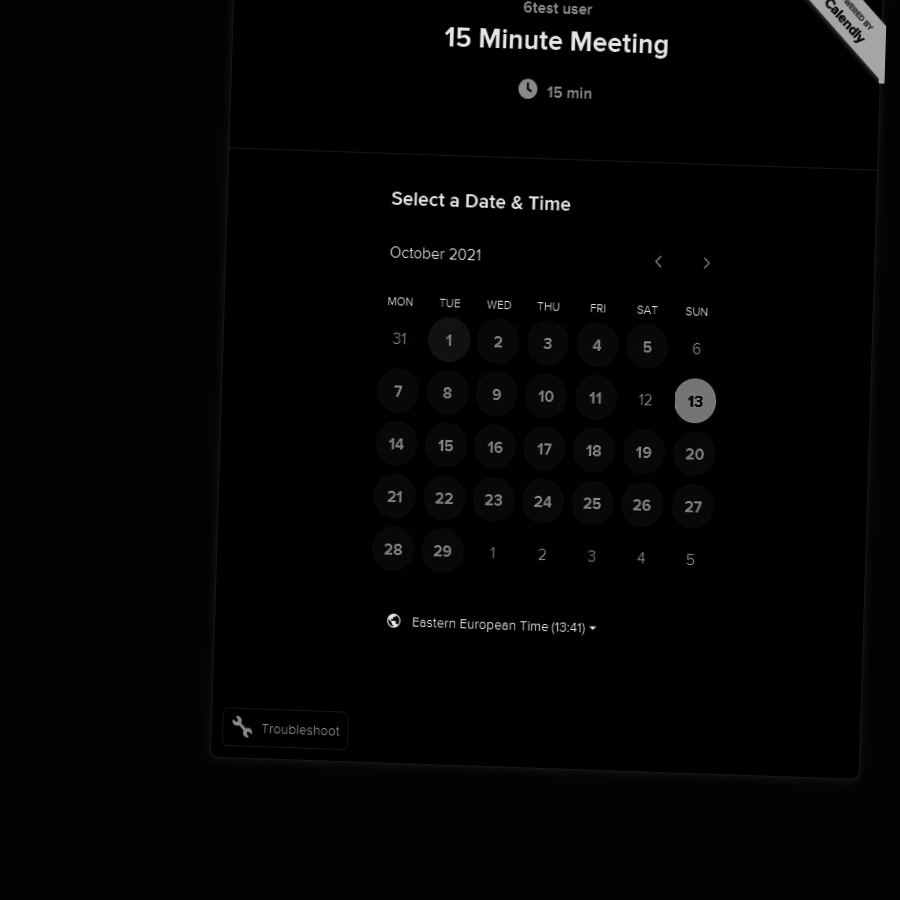 6test user
15 Minute Meeting
15 min
POWERED BY
Calendly
Select a Date & Time
October 2021
MON TUE WED THU FRI SAT SUN
31 1 2 3 4 5 6
7 8 9 10 11 12 13
14 15 16 17 18 19 20
21 22 23 24 25 26 27
28 29 1 2 3 4 5
Eastern European Time (13:41)
Troubleshoot